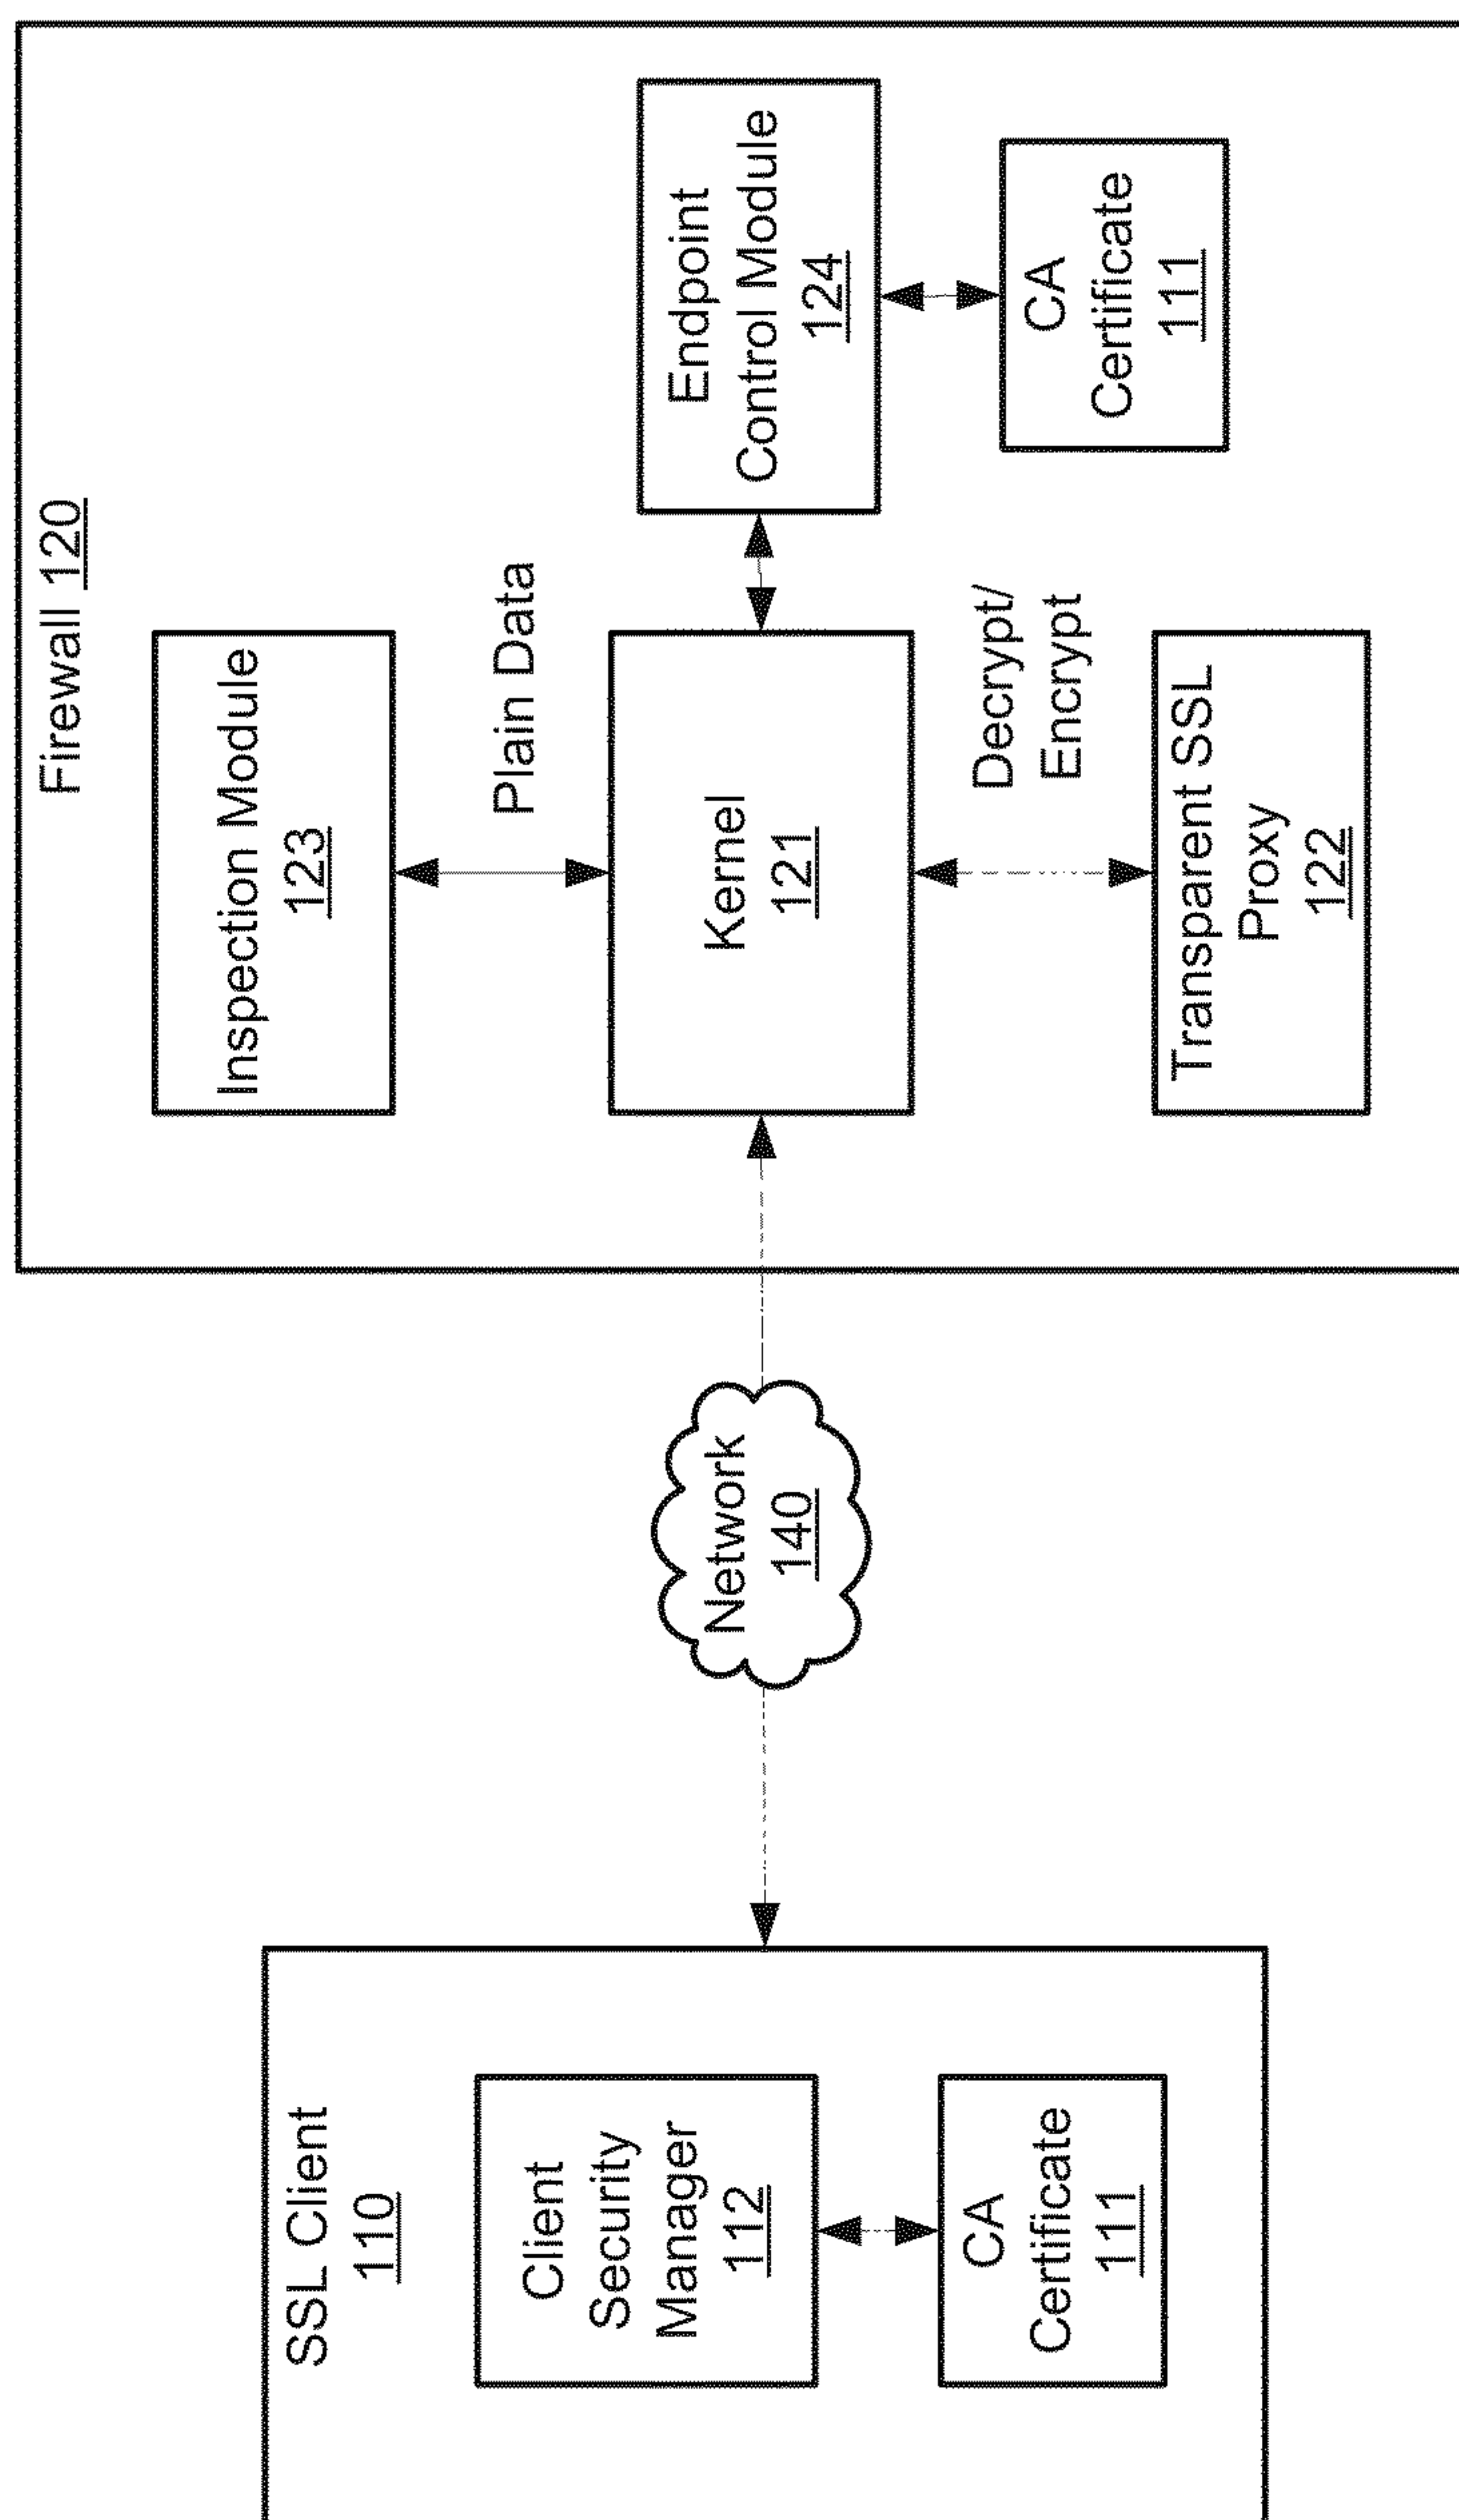 SSL Client
110
Client
Security
Manager
112
CA
Certificate
111
Network
140
Firewall 120
Inspection Module
123
Plain Data
Kernel
121
Decrypt/
Encrypt
Transparent SSL
Proxy
122
Endpoint
Control Module
124
CA
Certificate
111